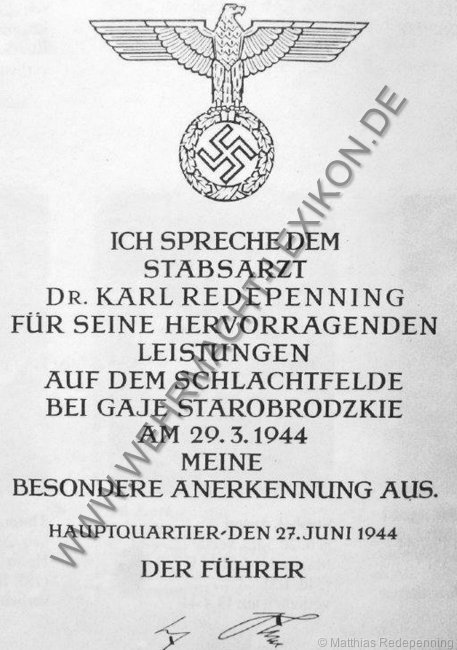 ICH SPRECHE DEM
STABSARZT
DR. KARL REDEPENNING
FÜR SEINE HERVORRAGENDEN
LEISTUNGEN
AUF DEM SCHLACHTFELDE
BEI GAJE STAROBRODZKIE
AM 29.3.1944
MEINE
BESONDERE ANERKENNUNG AUS.
HAUPTQUARTIER·DEN 27. JUNI 1944
DER FÜHRER
WWW.WEHRMACHT-LEXIKON.DE
© Matthias Redepenning